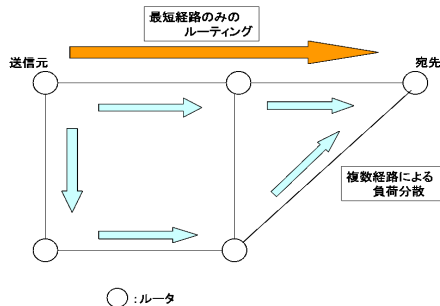 最短経路のみの
ルーティング
送信元
宛先
複数経路による
負荷分散
:ルータ